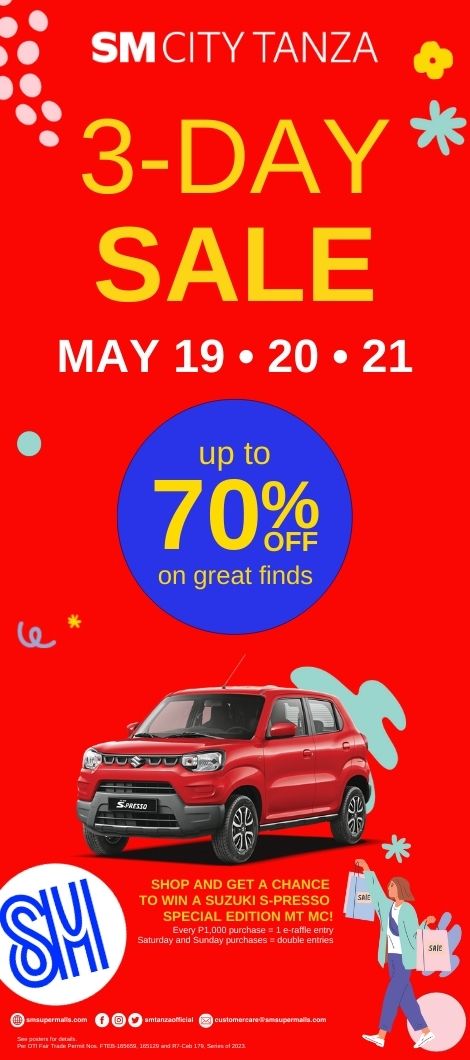 SM CITY TANZA
3-DAY
SALE
MAY 19 • 20 • 21
up to
70%
OFF
on great finds
S-PRESSO
SHOP AND GET A CHANCE
TO WIN A SUZUKI S-PRESSO
SPECIAL EDITION MT MC!
Every P1,000 purchase = 1 e-raffle entry
Saturday and Sunday purchases = double entries
SALE
SALE
SM
smsupermalls.com smtanzaofficial customercare@smsupermalls.com
See posters for details.
Per DTI Fair Trade Permit Nos. FTEB-165659, 165129 and R7-Cab 179, Series of 2023.